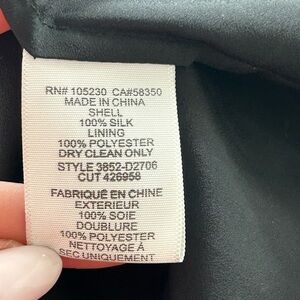 RN# 105230 CA#58350
MADE IN CHINA
SHELL
100% SILK
LINING
100% POLYESTER
DRY CLEAN ONLY
STYLE 3852-D2706
CUT 426958
FABRIQUÉ EN CHINE
EXTERIEUR
100% SOIE
DOUBLURE
100% POLYESTER
NETTOYAGE À
SEC UNIQUEMENT